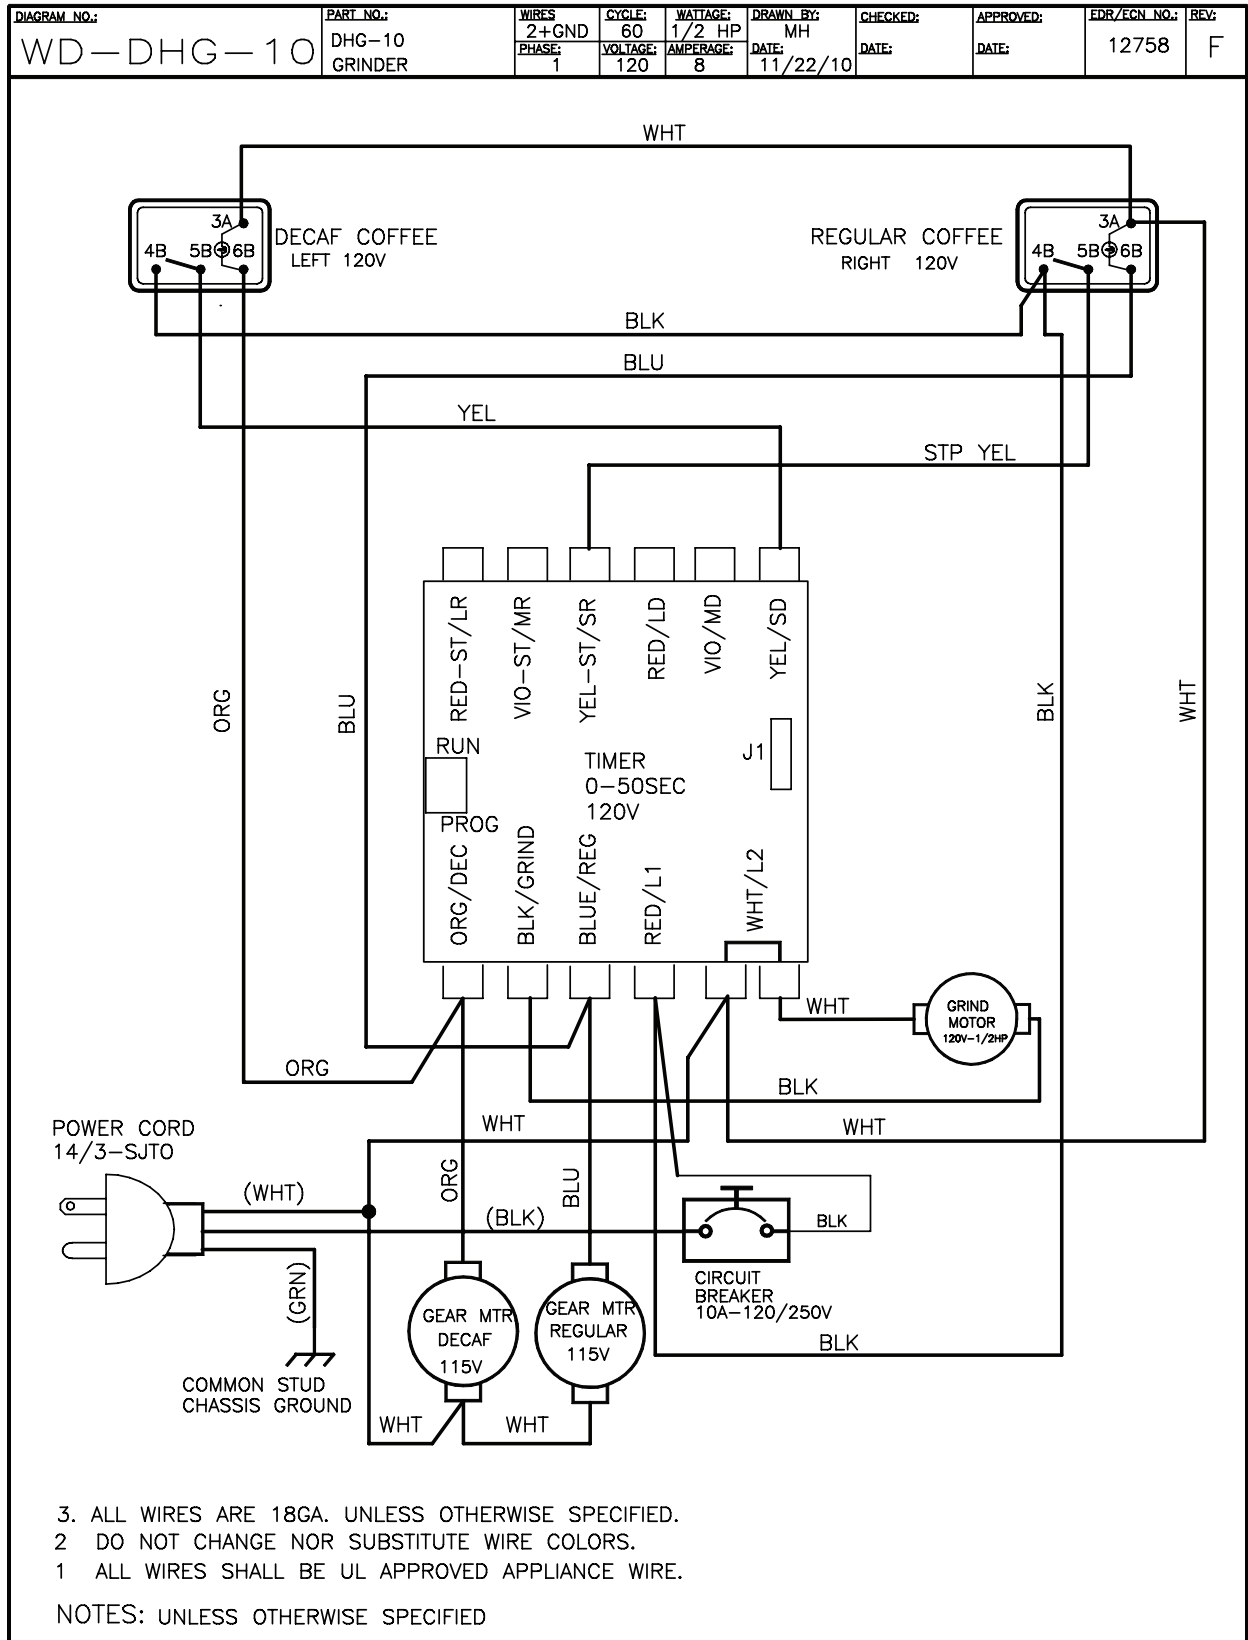 DIAGRAM NO.:
WD-DHG-10
PART NO.:
DHG-10
GRINDER
WIRES
2+GND
PHASE:
1
CYCLE:
60
VOLTAGE:
120
WATTAGE:
1/2 HP
AMPERAGE:
8
DRAWN BY:
MH
DATE:
11/22/10
CHECKED:
DATE:
APPROVED:
DATE:
EDR/ECN NO.:
12758
REV:
F
WHT
3A
4B
5B
6B
DECAF COFFEE
LEFT 120V
REGULAR COFFEE
RIGHT 120V
3A
4B
5B
6B
BLK
BLU
YEL
STP YEL
RED-ST/LR
VIO-ST/MR
YEL-ST/SR
RED/LD
VIO/MD
YEL/SD
ORG
BLU
BLK
WHT
RUN
PROG
TIMER
0-50SEC
120V
J1
ORG/DEC
BLK/GRIND
BLUE/REG
RED/L1
WHT/L2
WHT
GRIND
MOTOR
120V-1/2HP
ORG
BLK
WHT
WHT
POWER CORD
14/3-SJTO
(WHT)
ORG
BLU
(BLK)
BLK
(GRN)
CIRCUIT
BREAKER
10A-120/250V
GEAR MTR
DECAF
115V
GEAR MTR
REGULAR
115V
BLK
COMMON STUD
CHASSIS GROUND
WHT
WHT
3. ALL WIRES ARE 18GA. UNLESS OTHERWISE SPECIFIED.
2 DO NOT CHANGE NOR SUBSTITUTE WIRE COLORS.
1 ALL WIRES SHALL BE UL APPROVED APPLIANCE WIRE.
NOTES: UNLESS OTHERWISE SPECIFIED